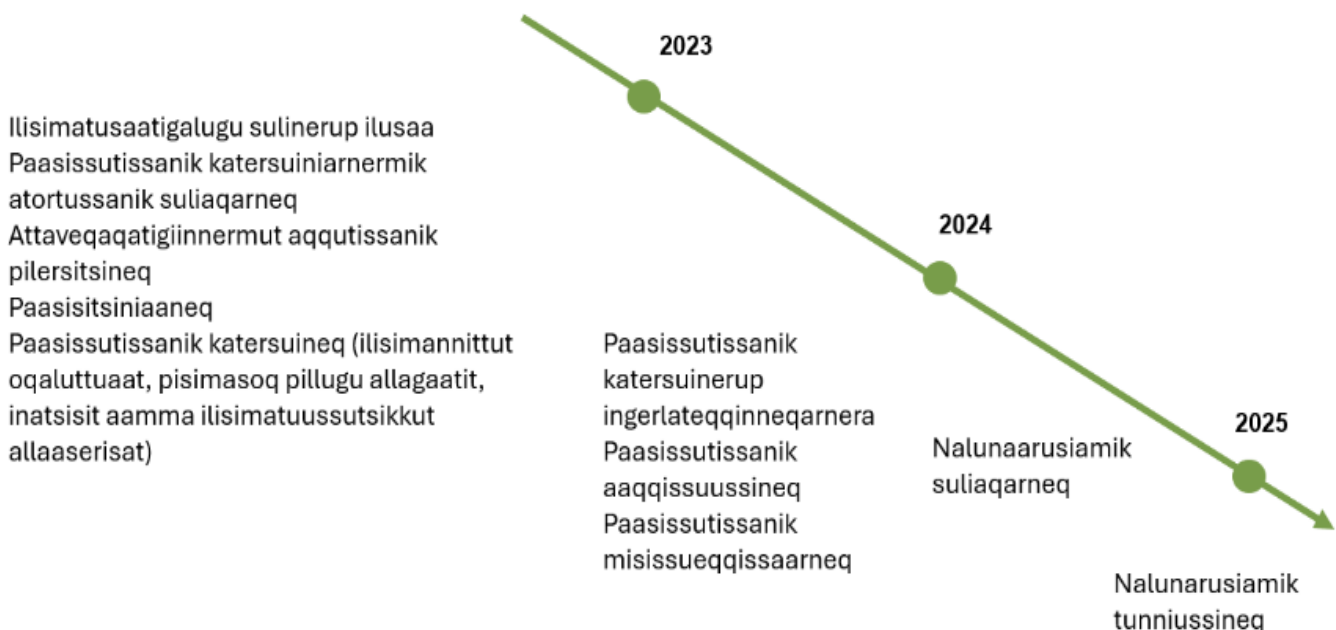 2023
Ilisimatusaatigalugu sulinerup ilusaa
Paasissutissanik katersuiniarnermik
atortussanik suliaqarneq
Attaveqaqatigiinnermut aqqutissanik
pilersitsineq
Paasisitsiniaaneq
Paasissutissanik katersuineq (ilisimannittut
oqaluttuaat, pisimasoq pillugu allagaatit,
inatsisit aamma ilisimatuussutsikkut
allaaserisat)
2024
Paasissutissanik
katersuinerup
ingerlateqqinneqarnera
Paasissutissanik
aaqqissuussineq
Paasissutissanik
misissueqqissaarneq
2025
Nalunaarusiamik
suliaqarneq
Nalunarusiamik
tunniussineq